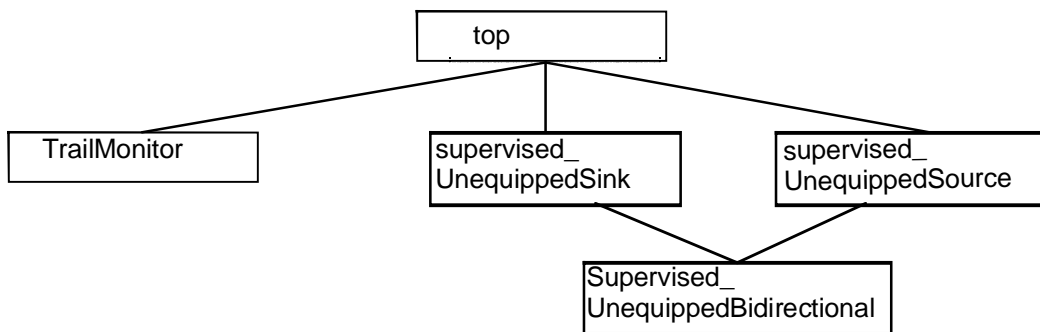 top
TrailMonitor
supervised_
UnequippedSink
supervised_
UnequippedSource
Supervised_
UnequippedBidirectional